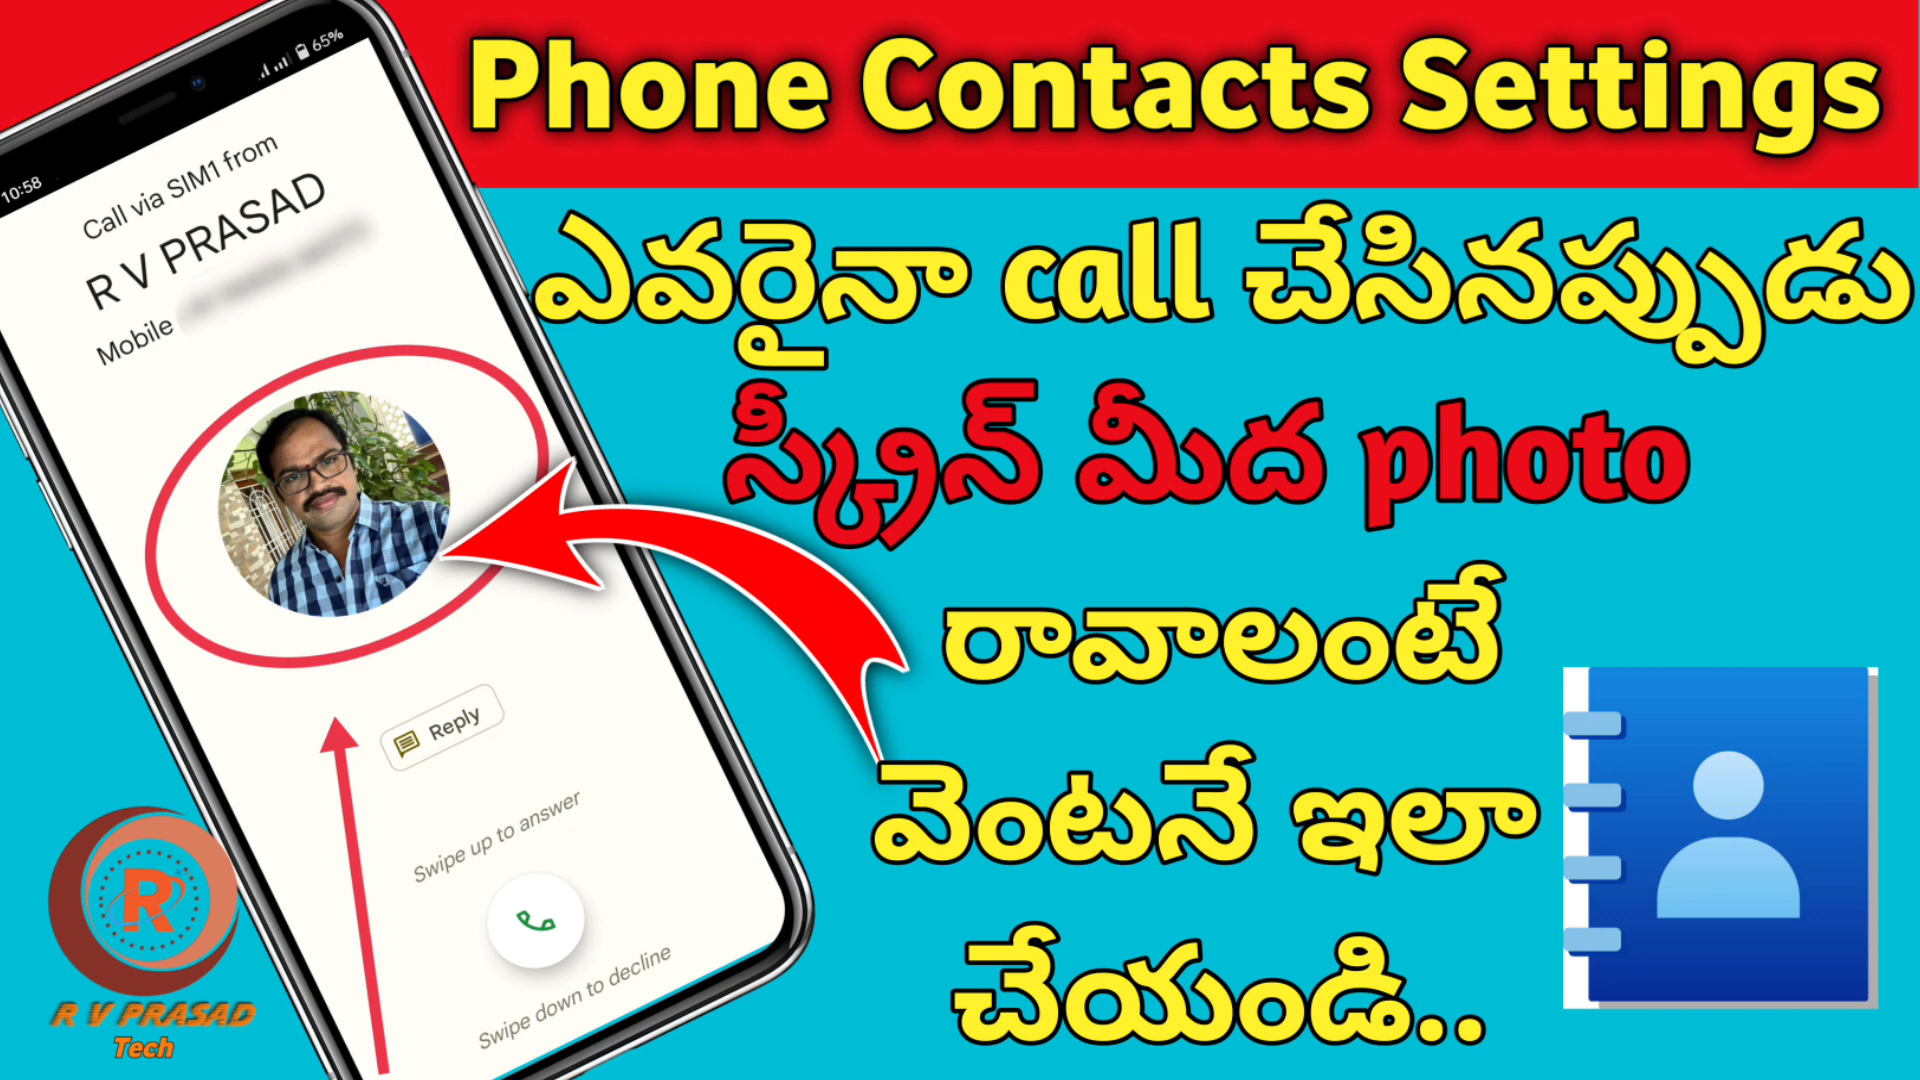 Phone Contacts Settings
10:58
65%
Call via SIM1 from
R V PRASAD
Mobile
ఎవరైనా call చేసినప్పుడు
స్క్రీన్ మీద photo
రావాలంటే
వెంటనే ఇలా
చేయండి..
Reply
Swipe up to answer
Swipe down to decline
R
R V PRASAD
Tech